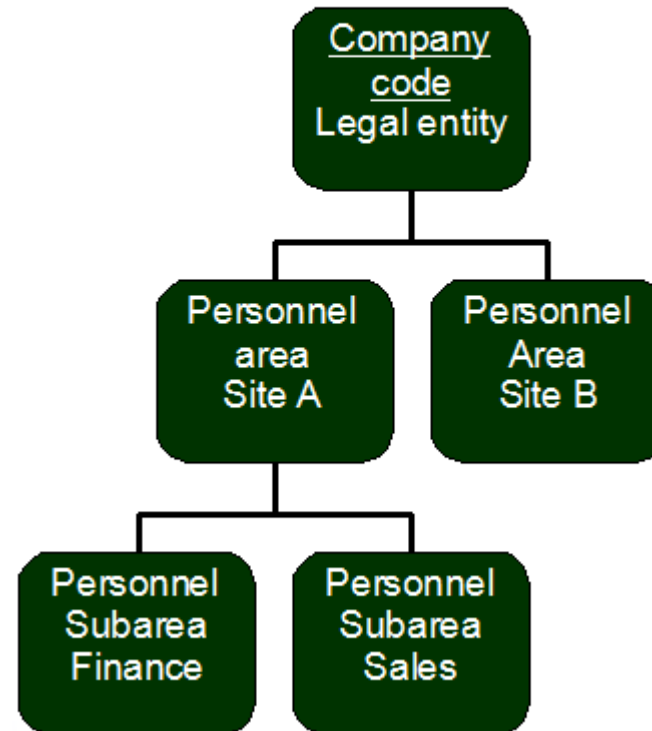 Company
code
Legal entity
Personnel
area
Site A
Personnel
Area
Site B
Personnel
Subarea
Finance
Personnel
Subarea
Sales